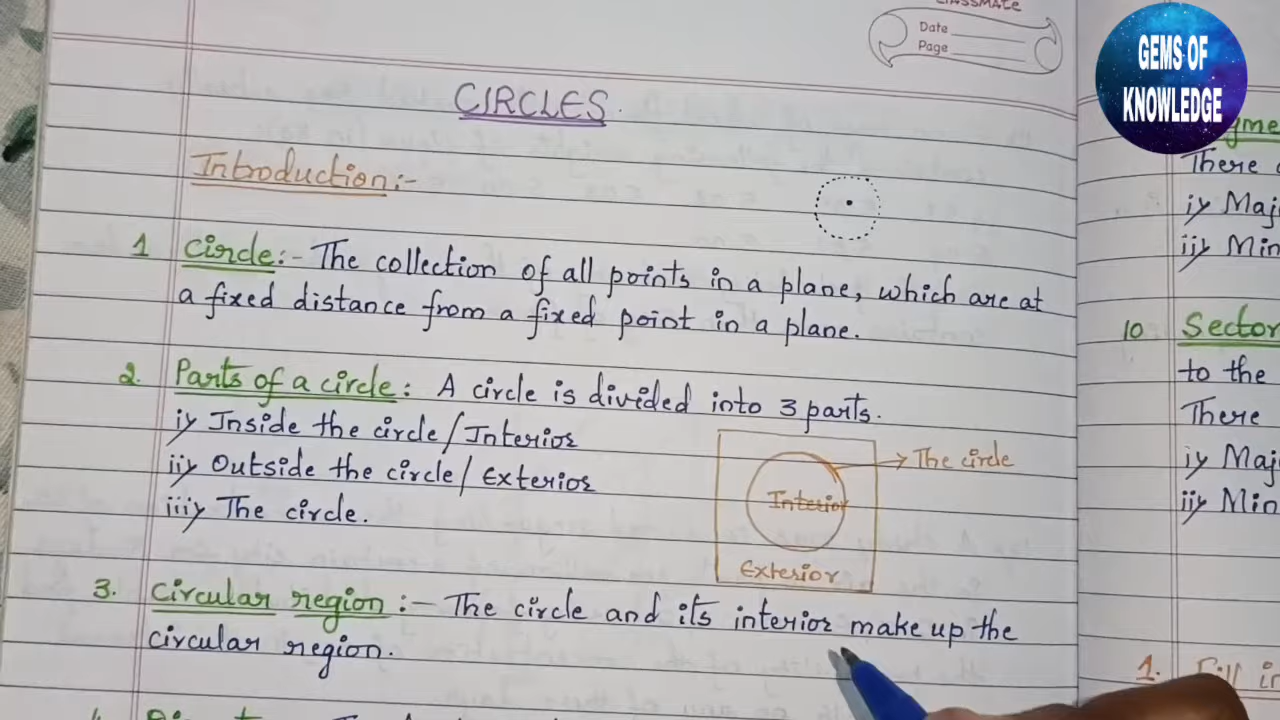 classmate
Date
Page
GEMS OF
KNOWLEDGE
CIRCLES.
Introduction:-
1 Circle:- The collection of all points in a plane, which are at
a fixed distance from a fixed point in a plane.
2. Parts of a circle: A circle is divided into 3 parts.
i) Inside the circle/Interior
ii) Outside the circle/Exterior
iii) The circle.
The circle
Interior
Exterior
3. Circular region:- The circle and its interior make up the
circular region.
There
i) Maj
ii) Min
10 Sector
to the
There
i) Maj
ii) Min
1. Fill in